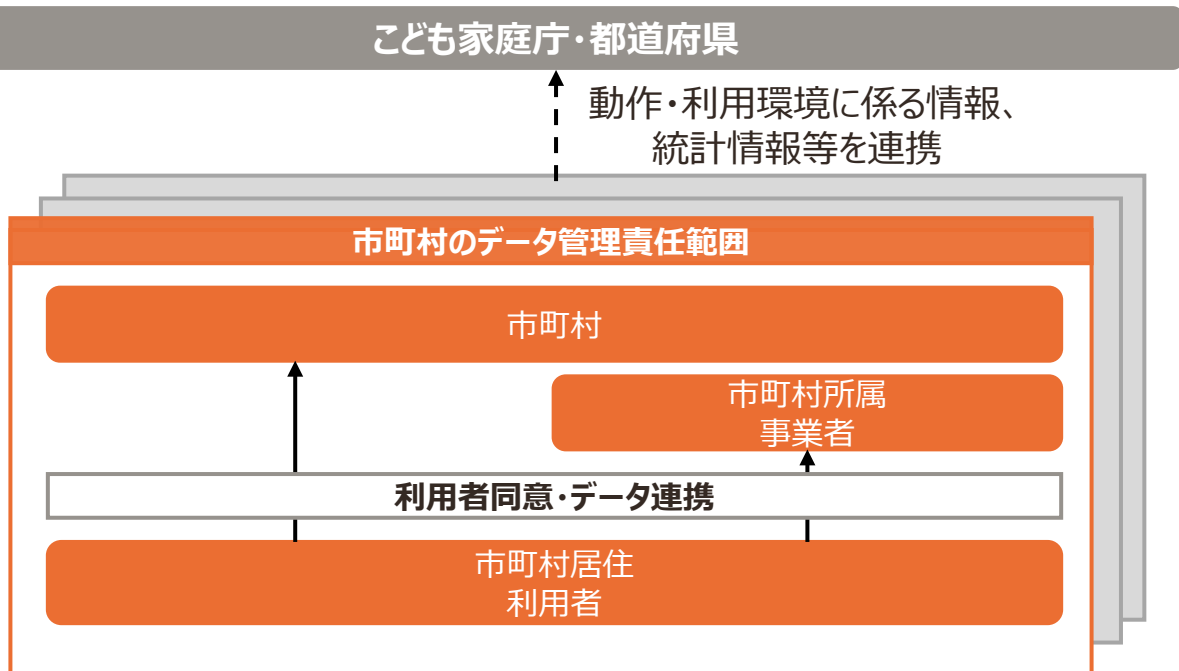 こども家庭庁・都道府県
動作・利用環境に係る情報、
統計情報等を連携
市町村のデータ管理責任範囲
市町村
市町村所属
事業者
利用者同意・データ連携
市町村居住
利用者